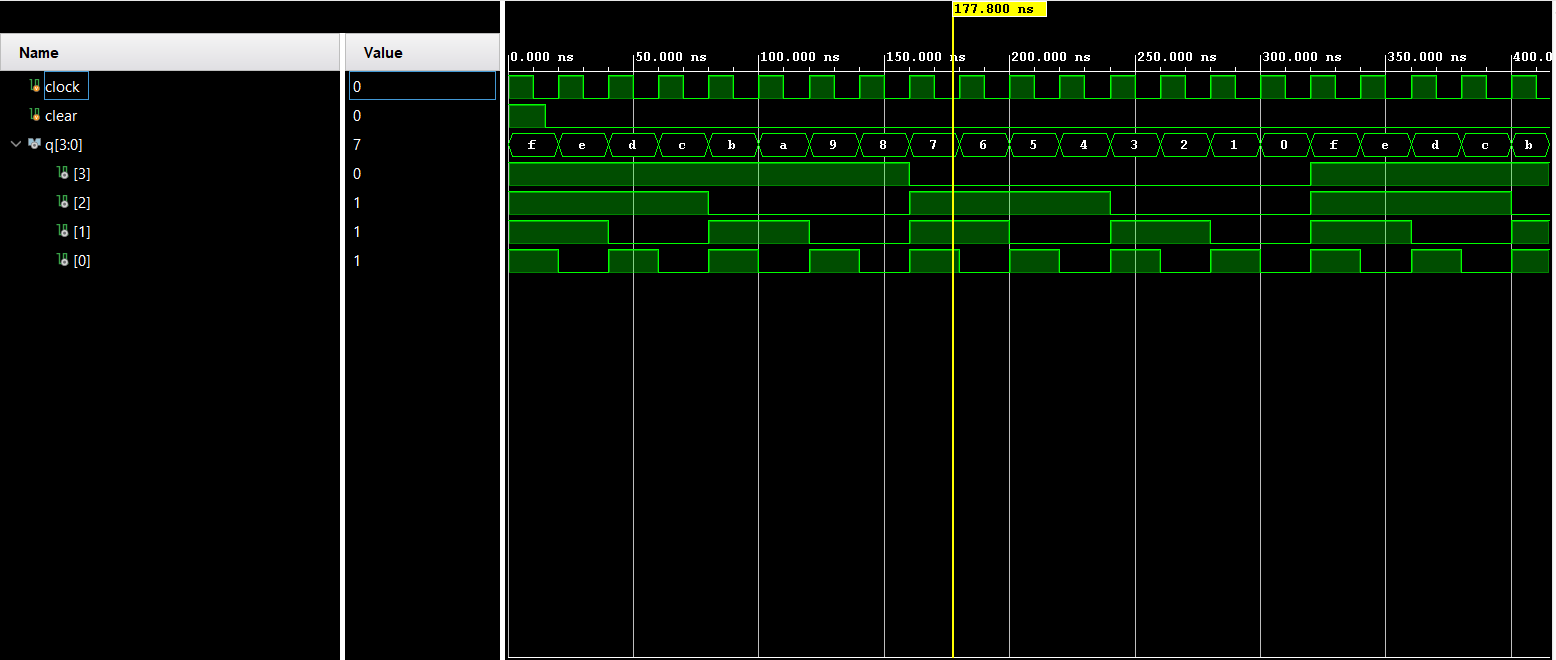 177.800 ns
Name Value
0.000 ns 50.000 ns 100.000 ns 150.000 ns 200.000 ns 250.000 ns 300.000 ns 350.000 ns 400.0
clock 0
clear 0
q[3:0] 7 f e d c b a 9 8 7 6 5 4 3 2 1 0 f e d c b
[3] 0
[2] 1
[1] 1
[0] 1